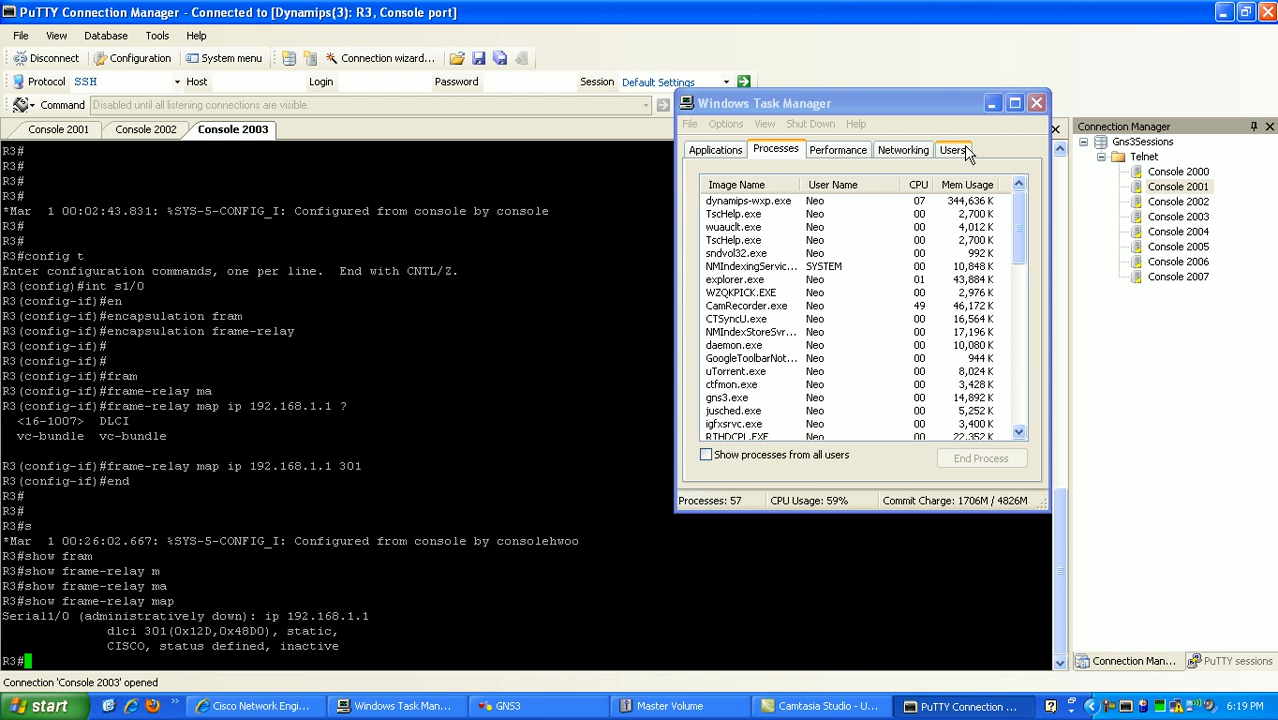 PuTTY Connection Manager - Connected to [Dynamips(3): R3, Console port]
File View Database Tools Help
Disconnect Configuration System menu Connection wizard...
Protocol SSH Host Login Password Session Default Settings
Command Disabled until all listening connections are visible.
Console 2001 Console 2002 Console 2003
R3#
R3#
R3#
R3#
*Mar  1 00:02:43.831: %SYS-5-CONFIG_I: Configured from console by console
R3#
R3#
R3#config t
Enter configuration commands, one per line.  End with CNTL/Z.
R3(config)#int s1/0
R3(config-if)#en
R3(config-if)#encapsulation fram
R3(config-if)#encapsulation frame-relay
R3(config-if)#
R3(config-if)#
R3(config-if)#fram
R3(config-if)#frame-relay ma
R3(config-if)#frame-relay map ip 192.168.1.1 ?
<16-1007>  DLCI
vc-bundle  vc-bundle
R3(config-if)#frame-relay map ip 192.168.1.1 301
R3(config-if)#end
R3#
R3#
R3#s
*Mar  1 00:26:02.667: %SYS-5-CONFIG_I: Configured from console by consolehwoo
R3#show fram
R3#show frame-relay m
R3#show frame-relay ma
R3#show frame-relay map
Serial1/0 (administratively down): ip 192.168.1.1
dlci 301(0x12D,0x48D0), static,
CISCO, status defined, inactive
R3#
Connection 'Console 2003' opened
Windows Task Manager
File Options View Shut Down Help
Applications Processes Performance Networking Users
Image Name User Name CPU Mem Usage
dynamips-wxp.exe Neo 07 344,636 K
TscHelp.exe Neo 00 2,700 K
wuauclt.exe Neo 00 4,012 K
TscHelp.exe Neo 00 2,700 K
sndvol32.exe Neo 00 992 K
NMIndexingServic... SYSTEM 00 10,848 K
explorer.exe Neo 01 43,884 K
WZQKPICK.EXE Neo 00 2,976 K
CamRecorder.exe Neo 49 46,172 K
CTSyncU.exe Neo 00 16,564 K
NMIndexStoreSvr... Neo 00 17,196 K
daemon.exe Neo 00 10,080 K
GoogleToolbarNot... Neo 00 944 K
uTorrent.exe Neo 00 8,024 K
ctfmon.exe Neo 00 3,428 K
gns3.exe Neo 00 14,892 K
jusched.exe Neo 00 5,252 K
igfxsrvc.exe Neo 00 3,400 K
RTHDCPL.EXE Neo 00 22,352 K
Show processes from all users End Process
Processes: 57 CPU Usage: 59% Commit Charge: 1706M / 4826M
Connection Manager
Gns3Sessions
Telnet
Console 2000
Console 2001
Console 2002
Console 2003
Console 2004
Console 2005
Console 2006
Console 2007
Connection Man... PuTTY sessions
start Cisco Network Engi... Windows Task Man... GNS3 Master Volume Camtasia Studio - U... PuTTY Connection ... 6:19 PM